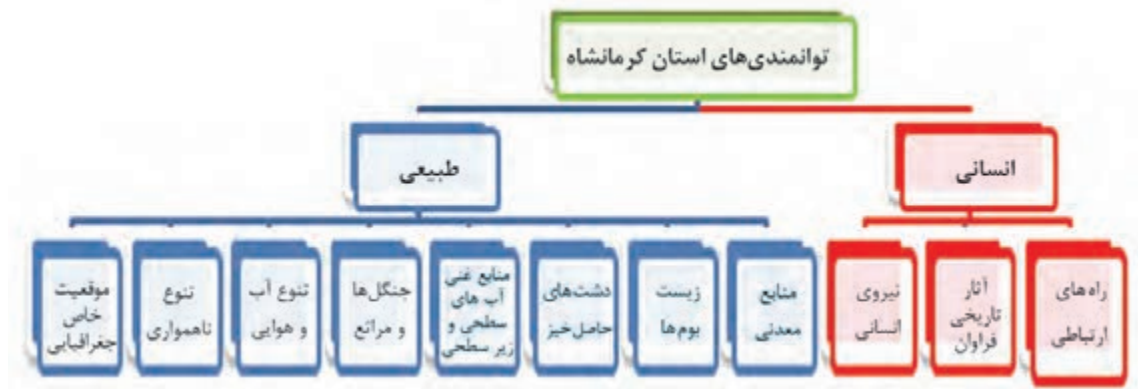 توانمندی‌های استان کرمانشاه
انسانی
طبیعی
راه‌های
ارتباطی
آثار
تاریخی
فراوان
نیروی
انسانی
منابع
معدنی
زیست
بوم‌ها
دشت‌های
حاصل‌خیز
منابع غنی
آب های
سطحی و
زیر سطحی
جنگل‌ها
و مراتع
تنوع آب
و هوایی
تنوع
ناهمواری
موقعیت
خاص
جغرافیایی